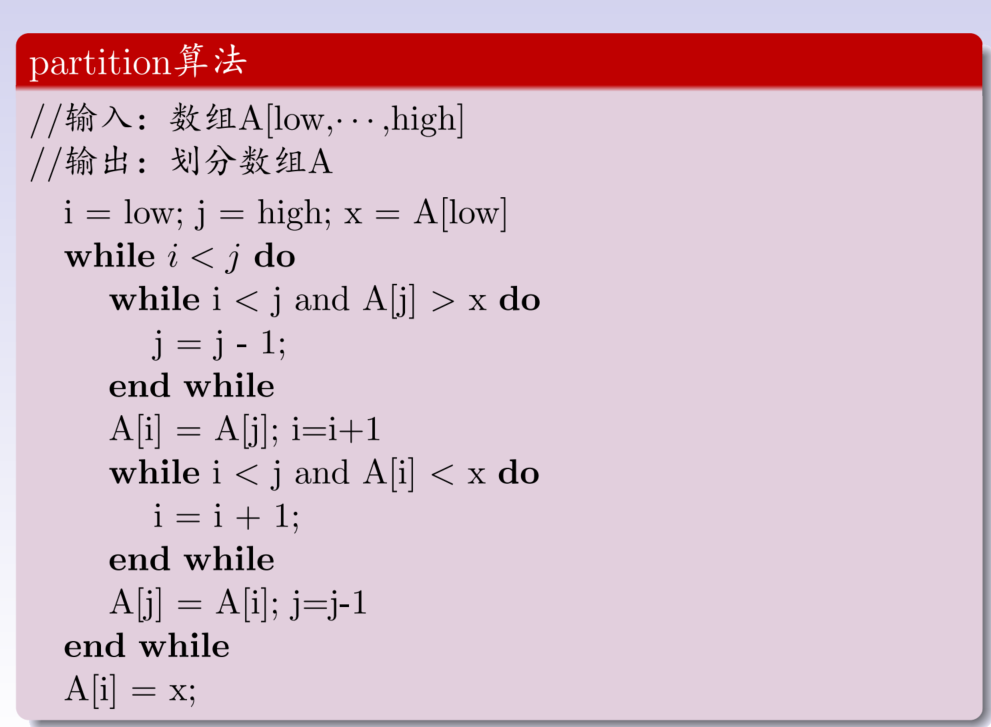 partition算法
//输入: 数组A[low,··· ,high]
//输出: 划分数组A
i = low; j = high; x = A[low]
while i < j do
while i < j and A[j] > x do
j = j - 1;
end while
A[i] = A[j]; i=i+1
while i < j and A[i] < x do
i = i + 1;
end while
A[j] = A[i]; j=j-1
end while
A[i] = x;